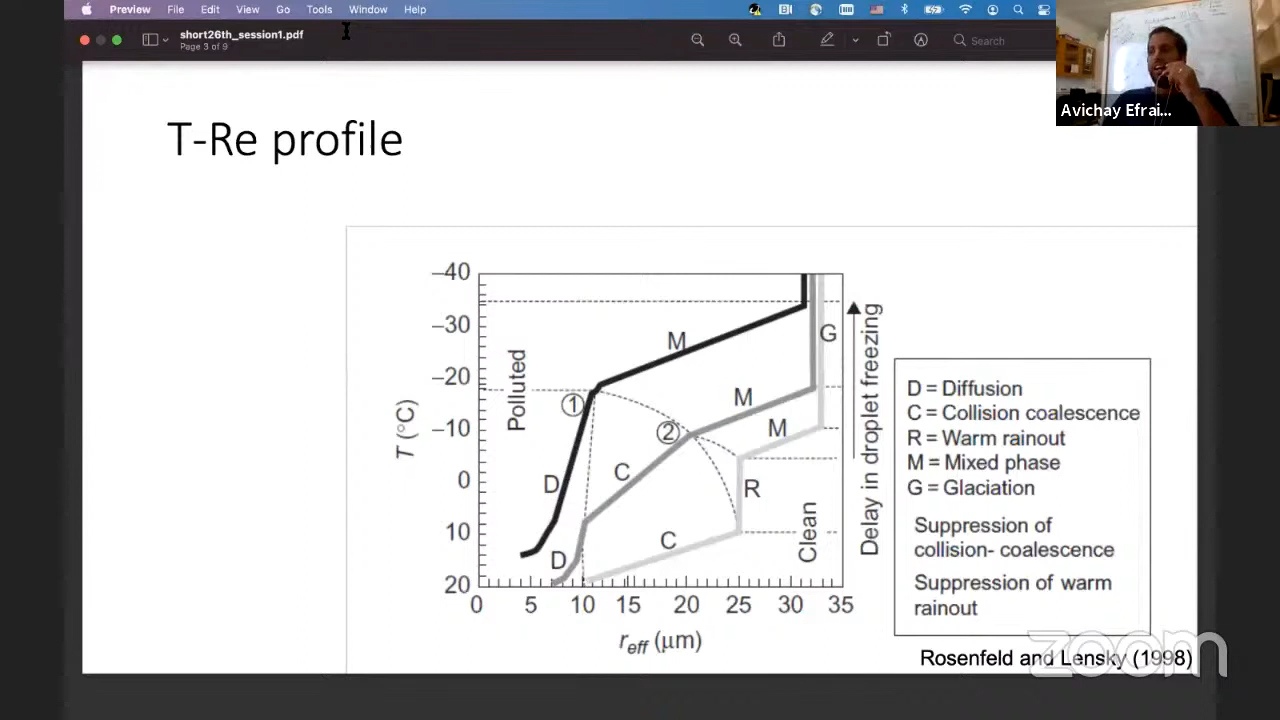 Preview File Edit View Go Tools Window Help
short26th_session1.pdf
Page 3 of 9
Search
Avichay Efrai...
T-Re profile
-40
-30
-20
-10
0
10
20
T (°C)
0 5 10 15 20 25 30 35
reff (μm)
Polluted
Clean
Delay in droplet freezing
M
G
1
M
2
M
C
D
R
C
D
D = Diffusion
C = Collision coalescence
R = Warm rainout
M = Mixed phase
G = Glaciation
Suppression of
collision- coalescence
Suppression of warm
rainout
Rosenfeld and Lensky (1998)
zoom